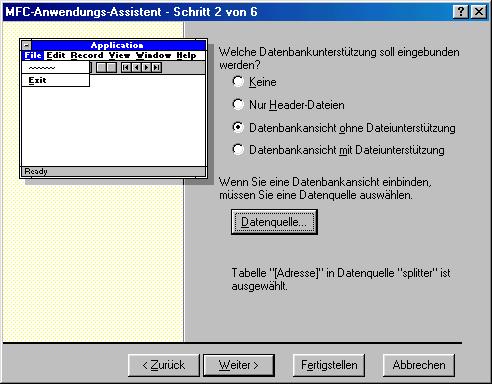 MFC-Anwendungs-Assistent - Schritt 2 von 6
Application
File Edit Record View Window Help
Exit
Ready
Welche Datenbankunterstützung soll eingebunden
werden?
Keine
Nur Header-Dateien
Datenbankansicht ohne Dateiunterstützung
Datenbankansicht mit Dateiunterstützung
Wenn Sie eine Datenbankansicht einbinden,
müssen Sie eine Datenquelle auswählen.
Datenquelle...
Tabelle "[Adresse]" in Datenquelle "splitter" ist
ausgewählt.
< Zurück Weiter > Fertigstellen Abbrechen